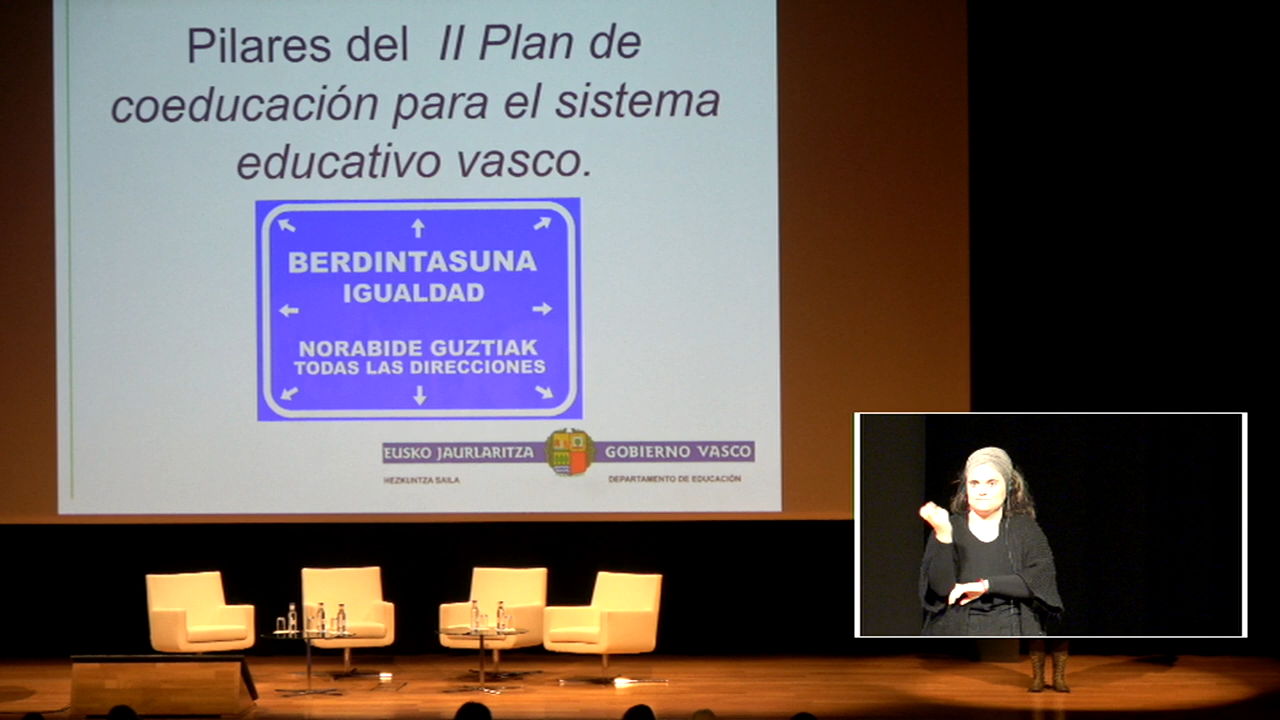 Pilares del II Plan de
coeducación para el sistema
educativo vasco.
BERDINTASUNA
IGUALDAD
NORABIDE GUZTIAK
TODAS LAS DIRECCIONES
EUSKO JAURLARITZA GOBIERNO VASCO
HEZKUNTZA SAILA DEPARTAMENTO DE EDUCACIÓN